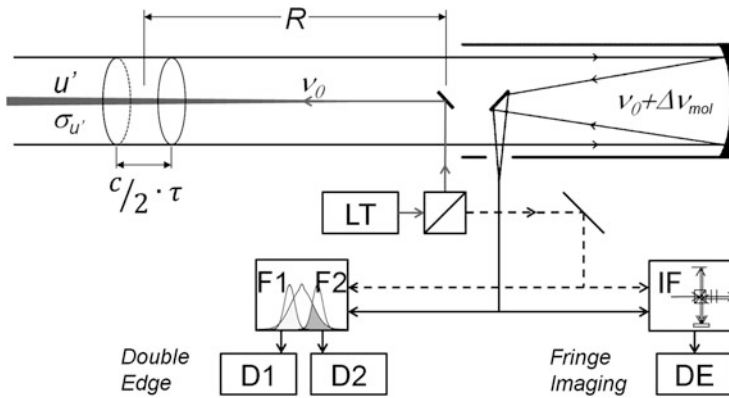 R
u'
ν₀
σu'
ν₀+Δνmol
c/2 · τ
LT
F1 F2
IF
Double
Edge
D1
D2
Fringe
Imaging
DE